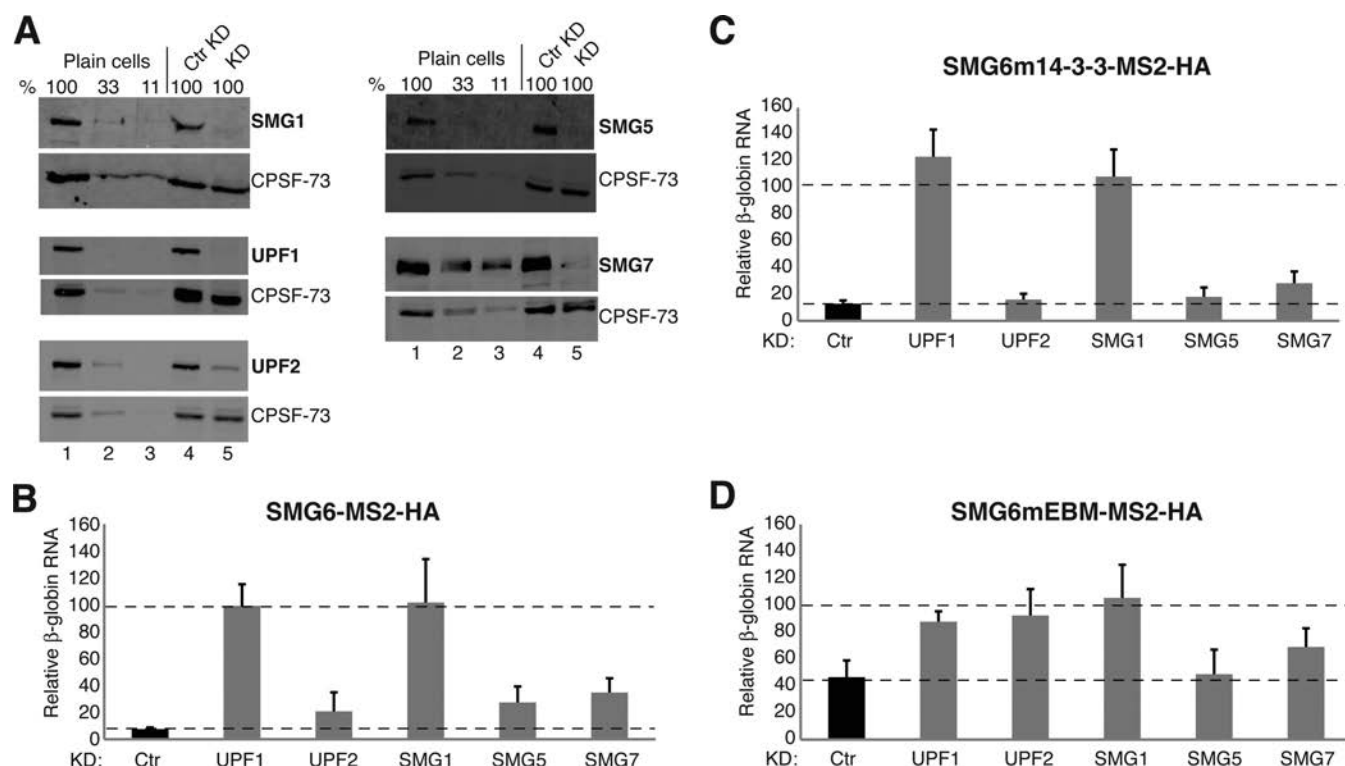 A
Plain cells Ctr KD KD
% 100 33 11 100 100
SMG1
CPSF-73
UPF1
CPSF-73
UPF2
CPSF-73
1 2 3 4 5
Plain cells Ctr KD KD
% 100 33 11 100 100
SMG5
CPSF-73
SMG7
CPSF-73
1 2 3 4 5
B
SMG6-MS2-HA
Relative β-globin RNA
160
140
120
100
80
60
40
20
0
KD: Ctr UPF1 UPF2 SMG1 SMG5 SMG7
C
SMG6m14-3-3-MS2-HA
Relative β-globin RNA
160
140
120
100
80
60
40
20
0
KD: Ctr UPF1 UPF2 SMG1 SMG5 SMG7
D
SMG6mEBM-MS2-HA
Relative β-globin RNA
160
140
120
100
80
60
40
20
0
KD: Ctr UPF1 UPF2 SMG1 SMG5 SMG7